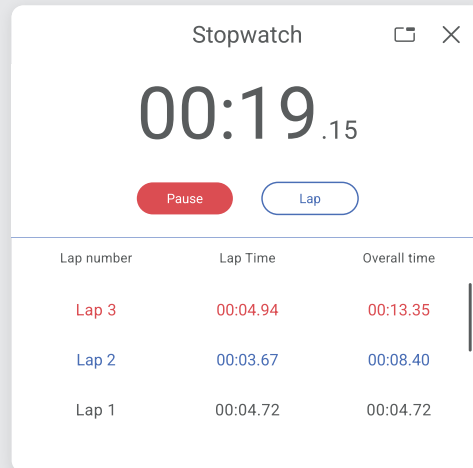 Stopwatch
00:19.15
Pause Lap
Lap number Lap Time Overall time
Lap 3 00:04.94 00:13.35
Lap 2 00:03.67 00:08.40
Lap 1 00:04.72 00:04.72